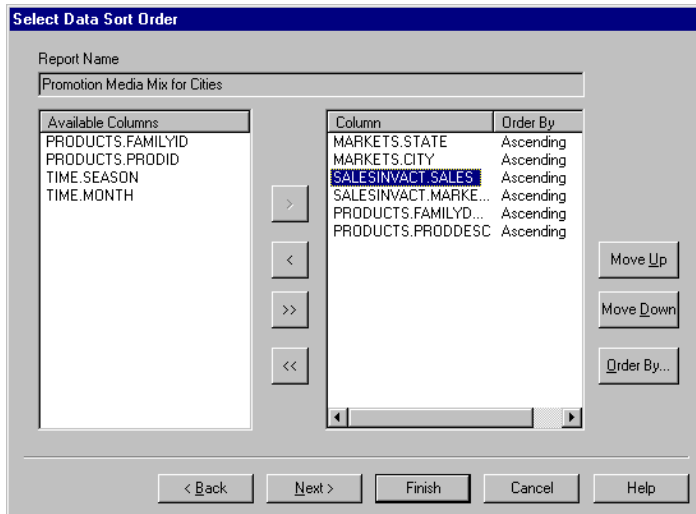 Select Data Sort Order
Report Name
Promotion Media Mix for Cities
Available Columns
PRODUCTS.FAMILYID
PRODUCTS.PRODID
TIME.SEASON
TIME.MONTH
>
<
>>
<<
Column Order By
MARKETS.STATE Ascending
MARKETS.CITY Ascending
SALESINVACT.SALES Ascending
SALESINVACT.MARKE... Ascending
PRODUCTS.FAMILYD... Ascending
PRODUCTS.PRODDESC Ascending
Move Up
Move Down
Order By...
< Back Next > Finish Cancel Help